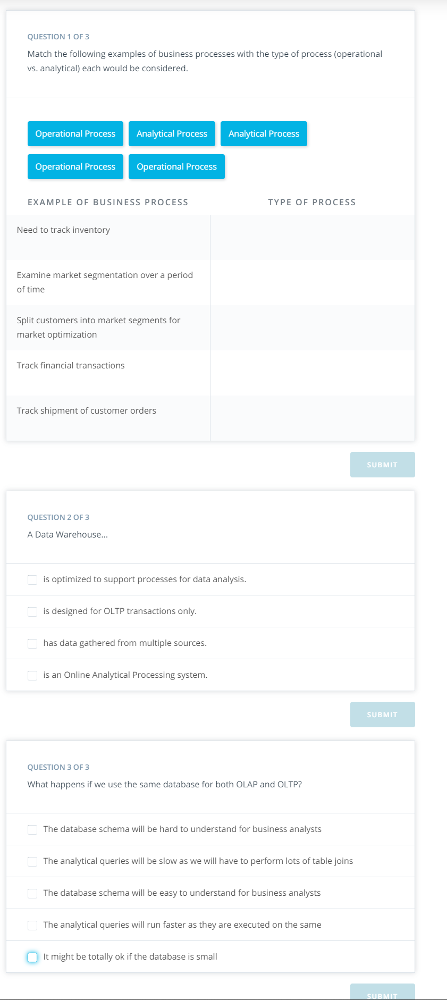 QUESTION 1 OF 3
Match the following examples of business processes with the type of process (operational
vs. analytical) each would be considered.
Operational Process
Analytical Process
Analytical Process
Operational Process
Operational Process
EXAMPLE OF BUSINESS PROCESS
TYPE OF PROCESS
Need to track inventory
Examine market segmentation over a period
of time
Split customers into market segments for
market optimization
Track financial transactions
Track shipment of customer orders
SUBMIT
QUESTION 2 OF 3
A Data Warehouse...
is optimized to support processes for data analysis.
is designed for OLTP transactions only.
has data gathered from multiple sources.
is an Online Analytical Processing system.
SUBMIT
QUESTION 3 OF 3
What happens if we use the same database for both OLAP and OLTP?
The database schema will be hard to understand for business analysts
The analytical queries will be slow as we will have to perform lots of table joins
The database schema will be easy to understand for business analysts
The analytical queries will run faster as they are executed on the same
It might be totally ok if the database is small
SUBMIT